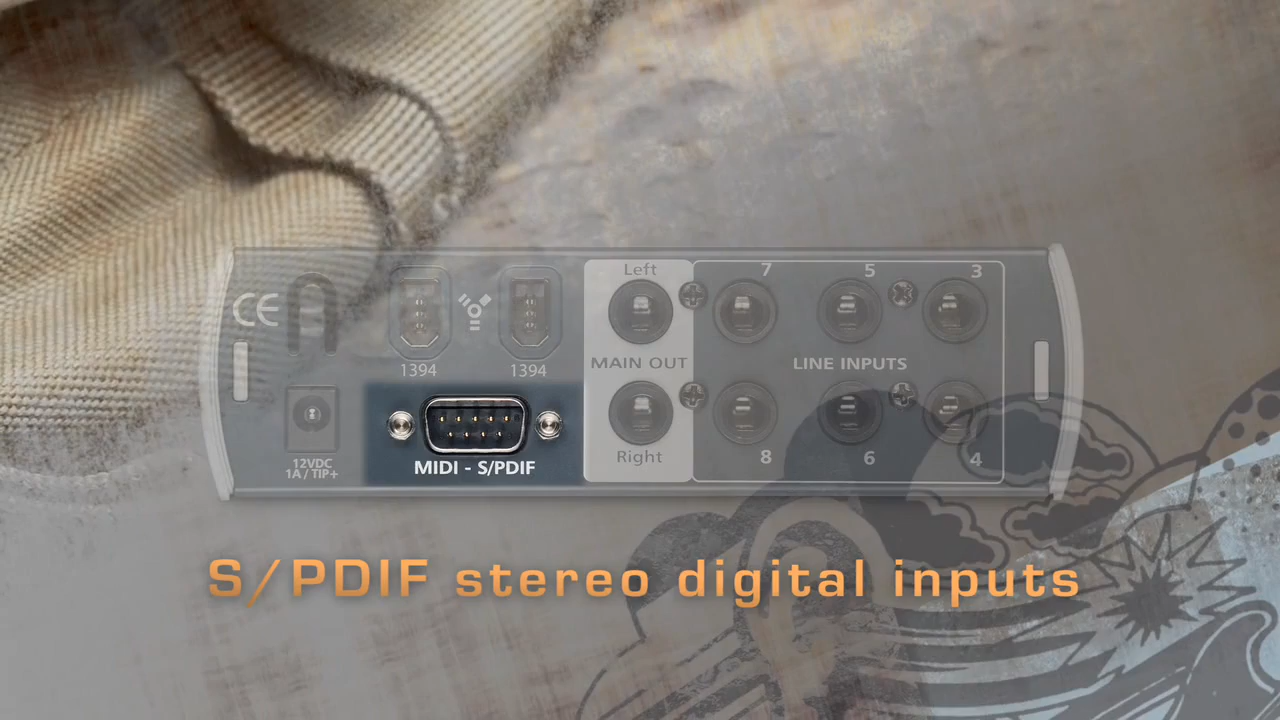 Left
7
5
3
CE
1394
1394
MAIN OUT
LINE INPUTS
12VDC
1A / TIP+
MIDI - S/PDIF
Right
8
6
4
S/PDIF stereo digital inputs